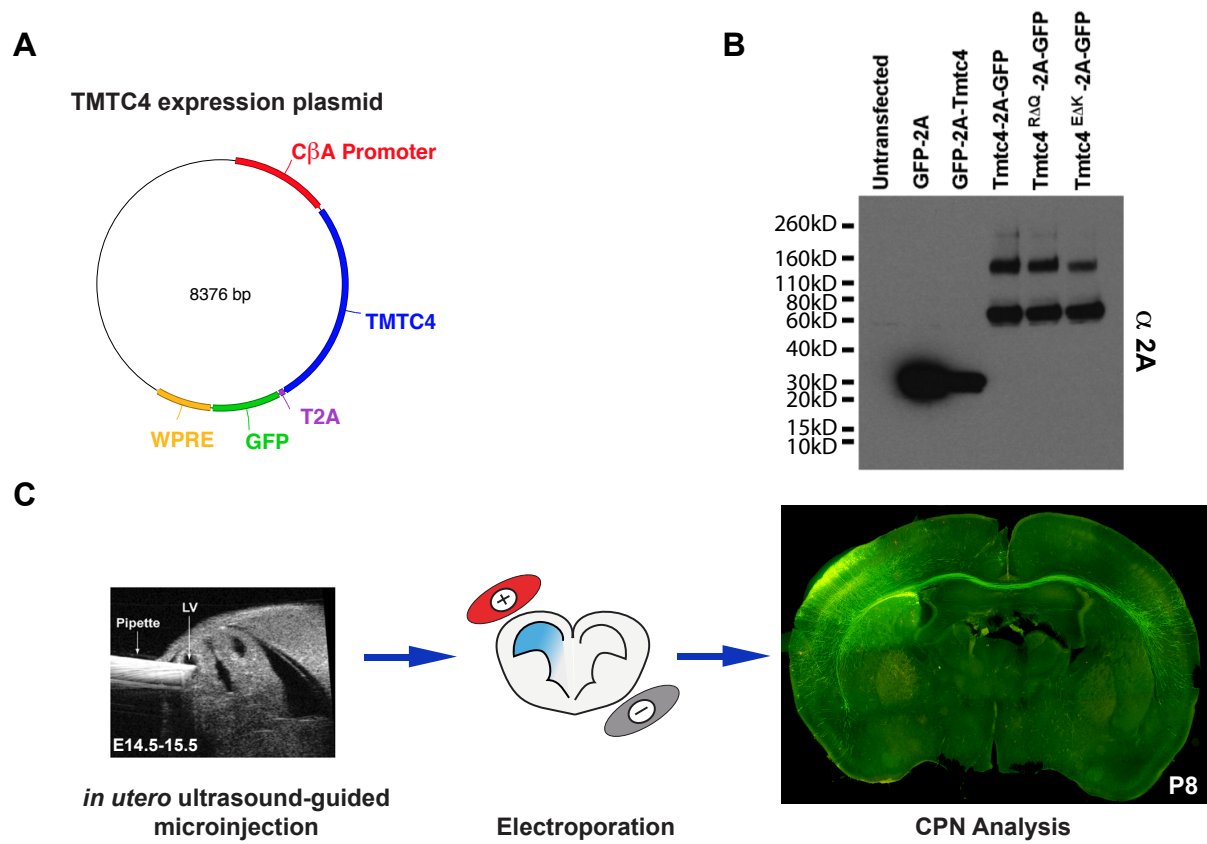 A
TMTC4 expression plasmid
CβA Promoter
8376 bp
TMTC4
T2A
GFP
WPRE
B
Untransfected
GFP-2A
GFP-2A-Tmtc4
Tmtc4-2A-GFP
Tmtc4 RΔQ -2A-GFP
Tmtc4 EΔK -2A-GFP
260kD
160kD
110kD
80kD
60kD
40kD
30kD
20kD
15kD
10kD
α 2A
C
Pipette
LV
E14.5-15.5
in utero ultrasound-guided
microinjection
+
−
Electroporation
P8
CPN Analysis